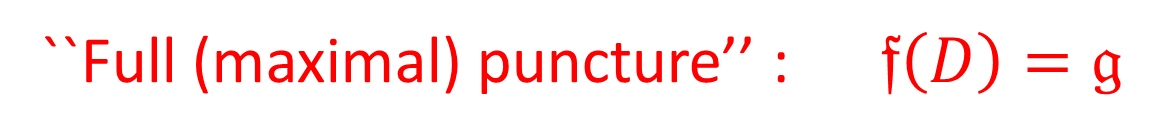 ``Full (maximal) puncture’’ : 𝔣(𝐷) = 𝔤